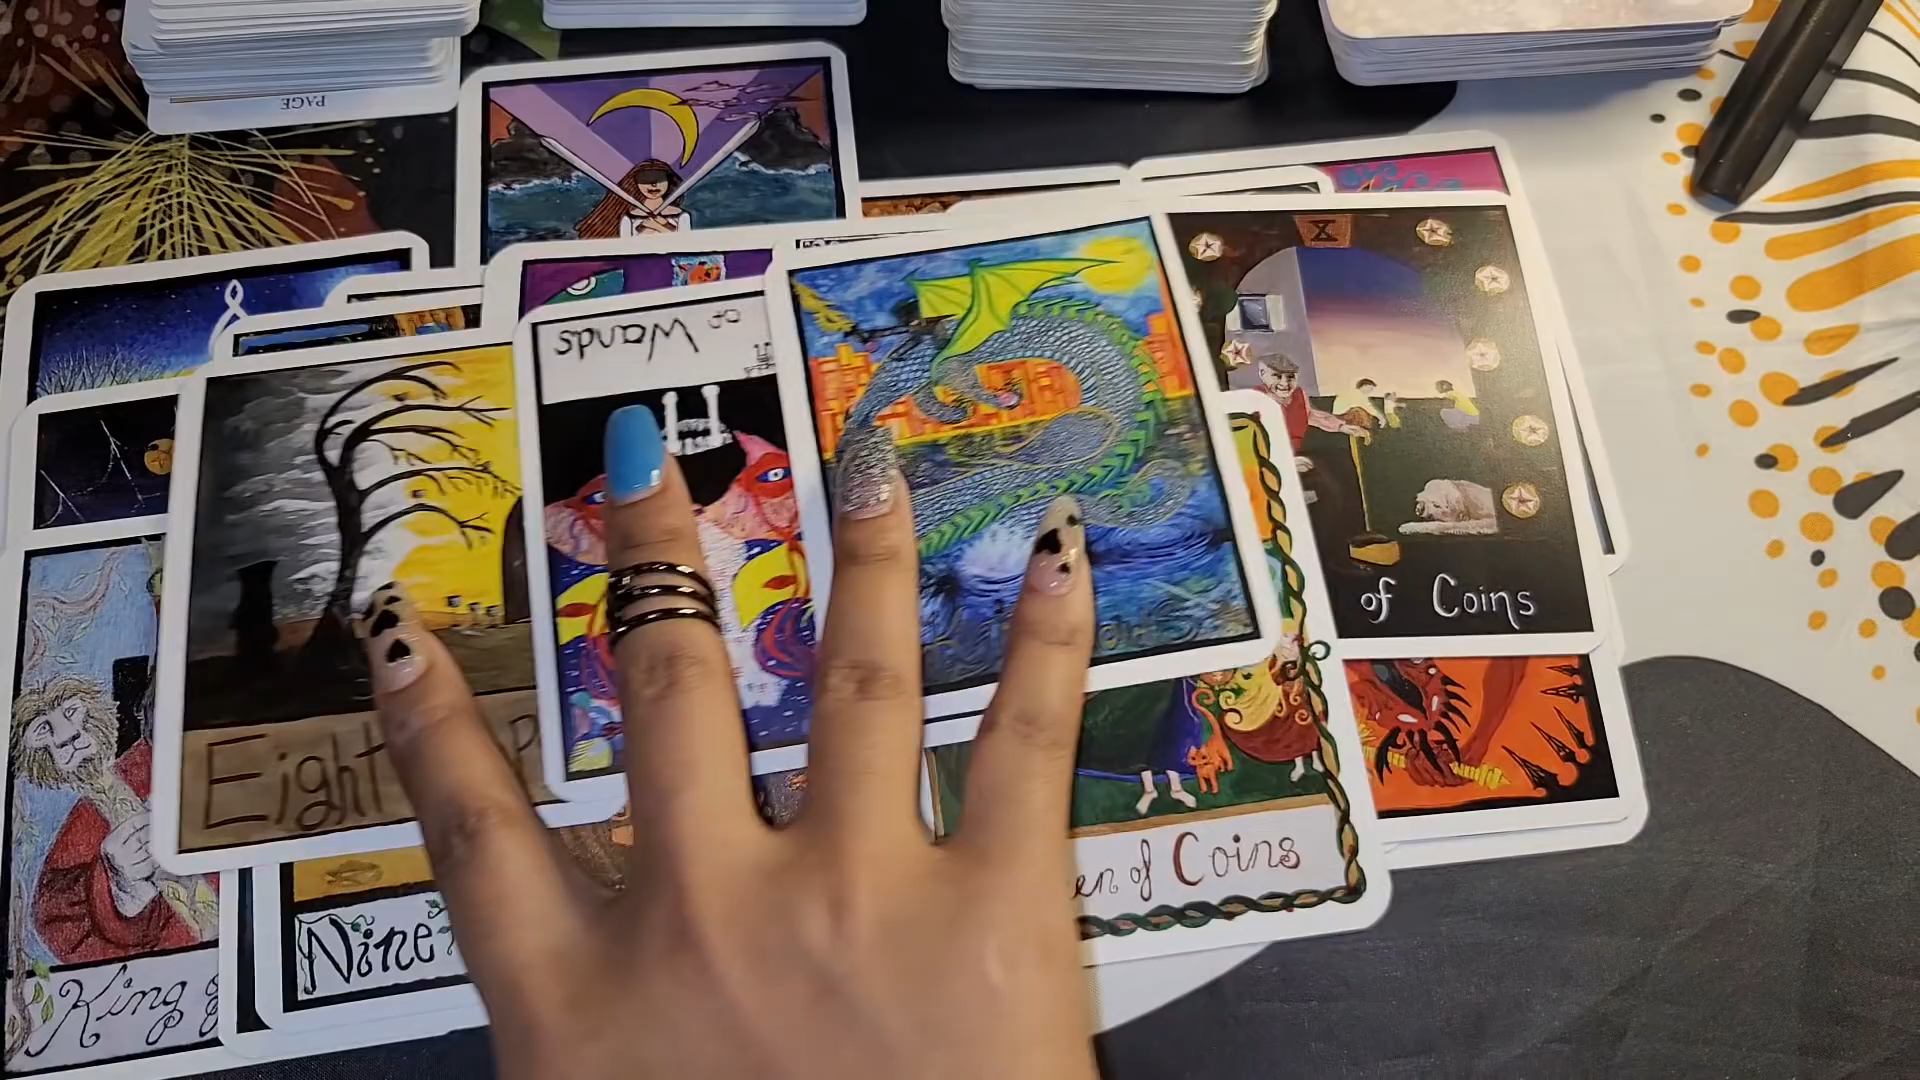 PAGE
of Wands
X
of Coins
Eight
en of Coins
Nine
King